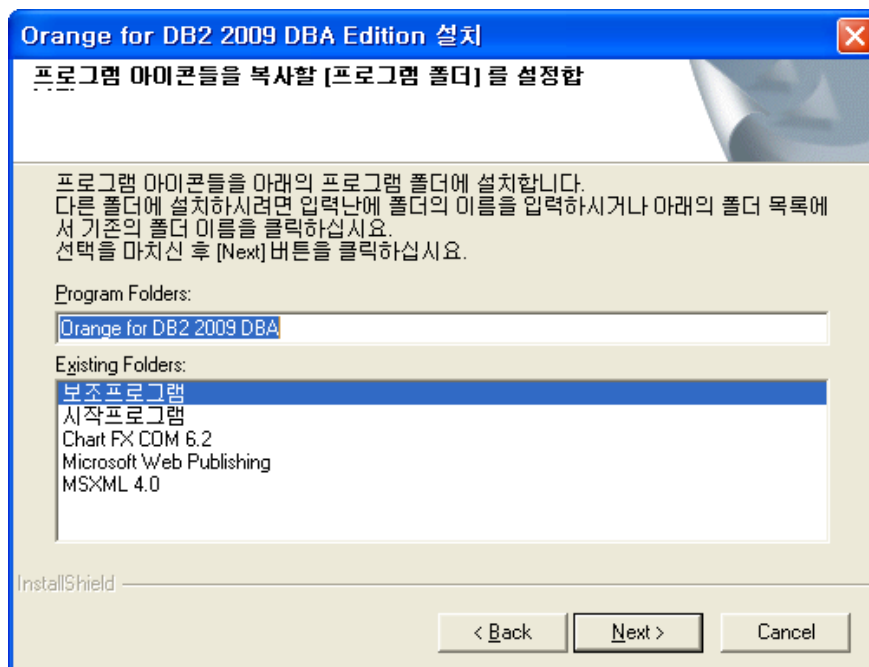 Orange for DB2 2009 DBA Edition 설치
프로그램 아이콘들을 복사할 [프로그램 폴더] 를 설정합
프로그램 아이콘들을 아래의 프로그램 폴더에 설치합니다.
다른 폴더에 설치하시려면 입력난에 폴더의 이름을 입력하시거나 아래의 폴더 목록에
서 기존의 폴더 이름을 클릭하십시요.
선택을 마치신 후 [Next] 버튼을 클릭하십시요.
Program Folders:
Orange for DB2 2009 DBA
Existing Folders:
보조프로그램
시작프로그램
Chart FX COM 6.2
Microsoft Web Publishing
MSXML 4.0
InstallShield
< Back
Next >
Cancel